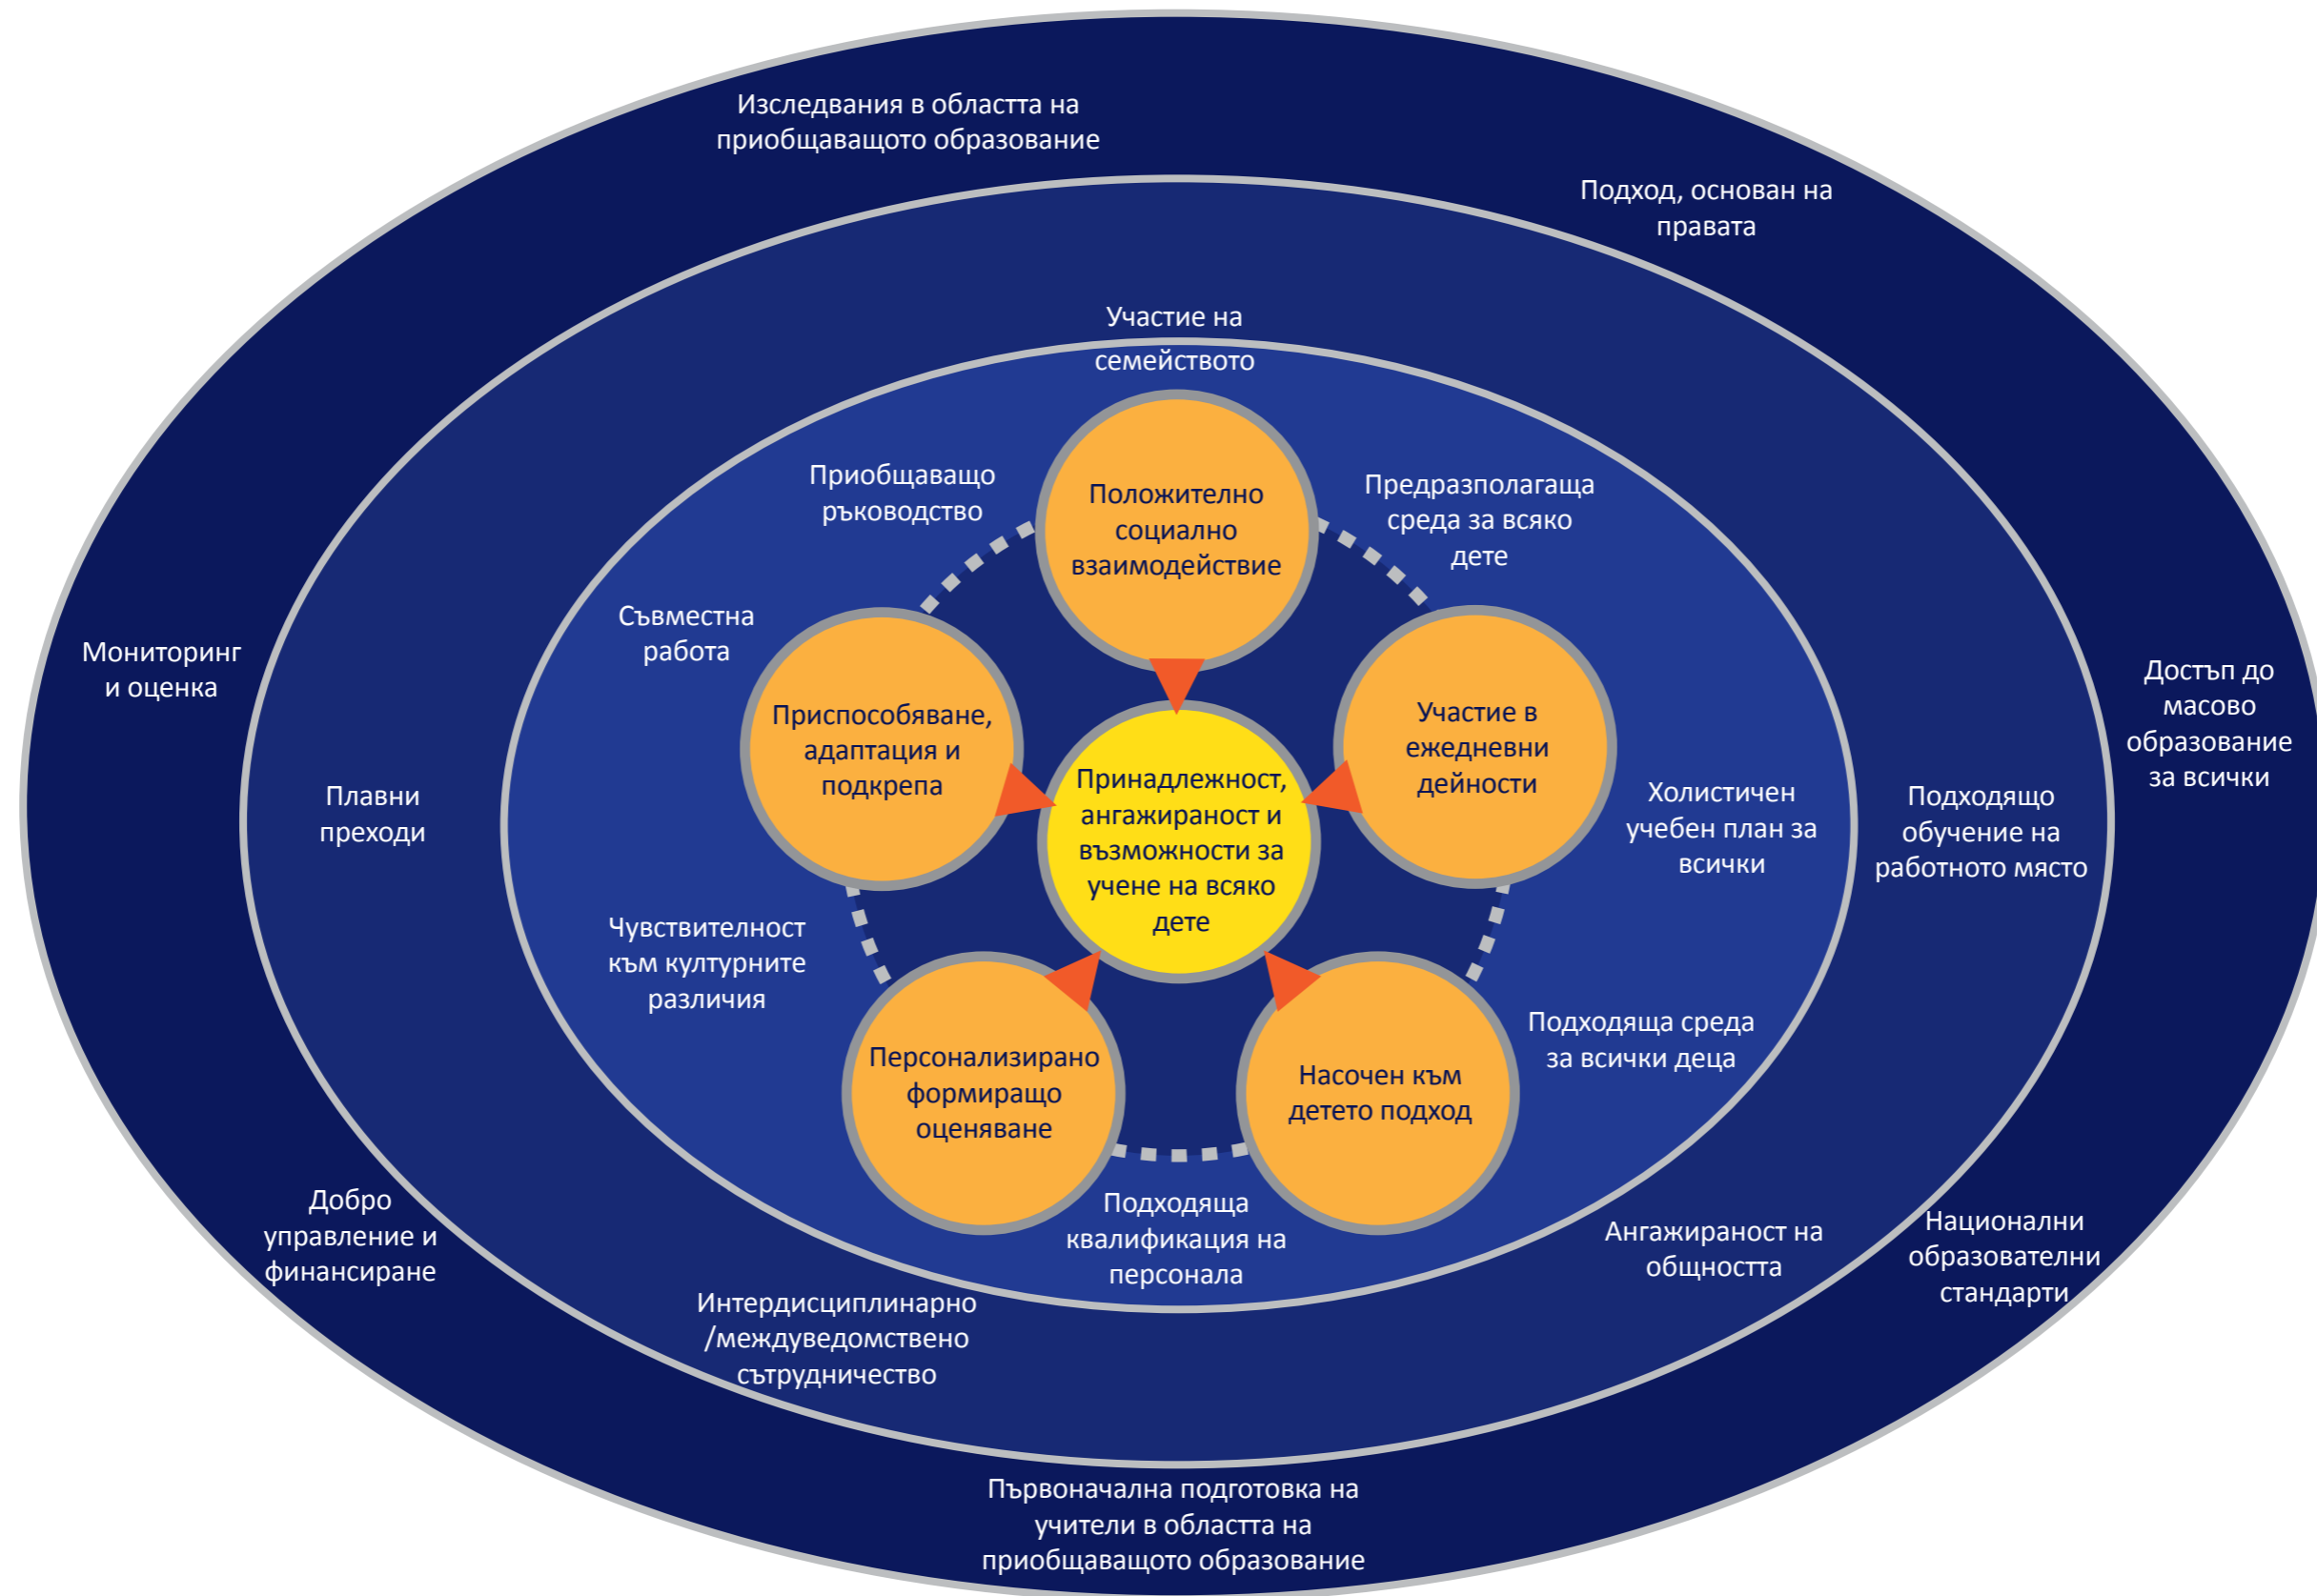 Изследвания в областта на
приобщаващото образование
Подход, основан на
правата
Участие на
семейството
Приобщаващо
ръководство
Положително
социално
взаимодействие
Предразполагаща
среда за всяко
дете
Съвместна
работа
Мониторинг
и оценка
Приспособяване,
адаптация и
подкрепа
Участие в
ежедневни
дейности
Достъп до
масово
образование
за всички
Плавни
преходи
Принадлежност,
ангажираност и
възможности за
учене на всяко
дете
Холистичен
учебен план за
всички
Подходящо
обучение на
работното място
Чувствителност
към културните
различия
Подходяща среда
за всички деца
Персонализирано
формиращо
оценяване
Насочен към
детето подход
Добро
управление и
финансиране
Подходяща
квалификация на
персонала
Ангажираност на
общността
Национални
образователни
стандарти
Интердисциплинарно
/междуведомствено
сътрудничество
Първоначална подготовка на
учители в областта на
приобщаващото образование